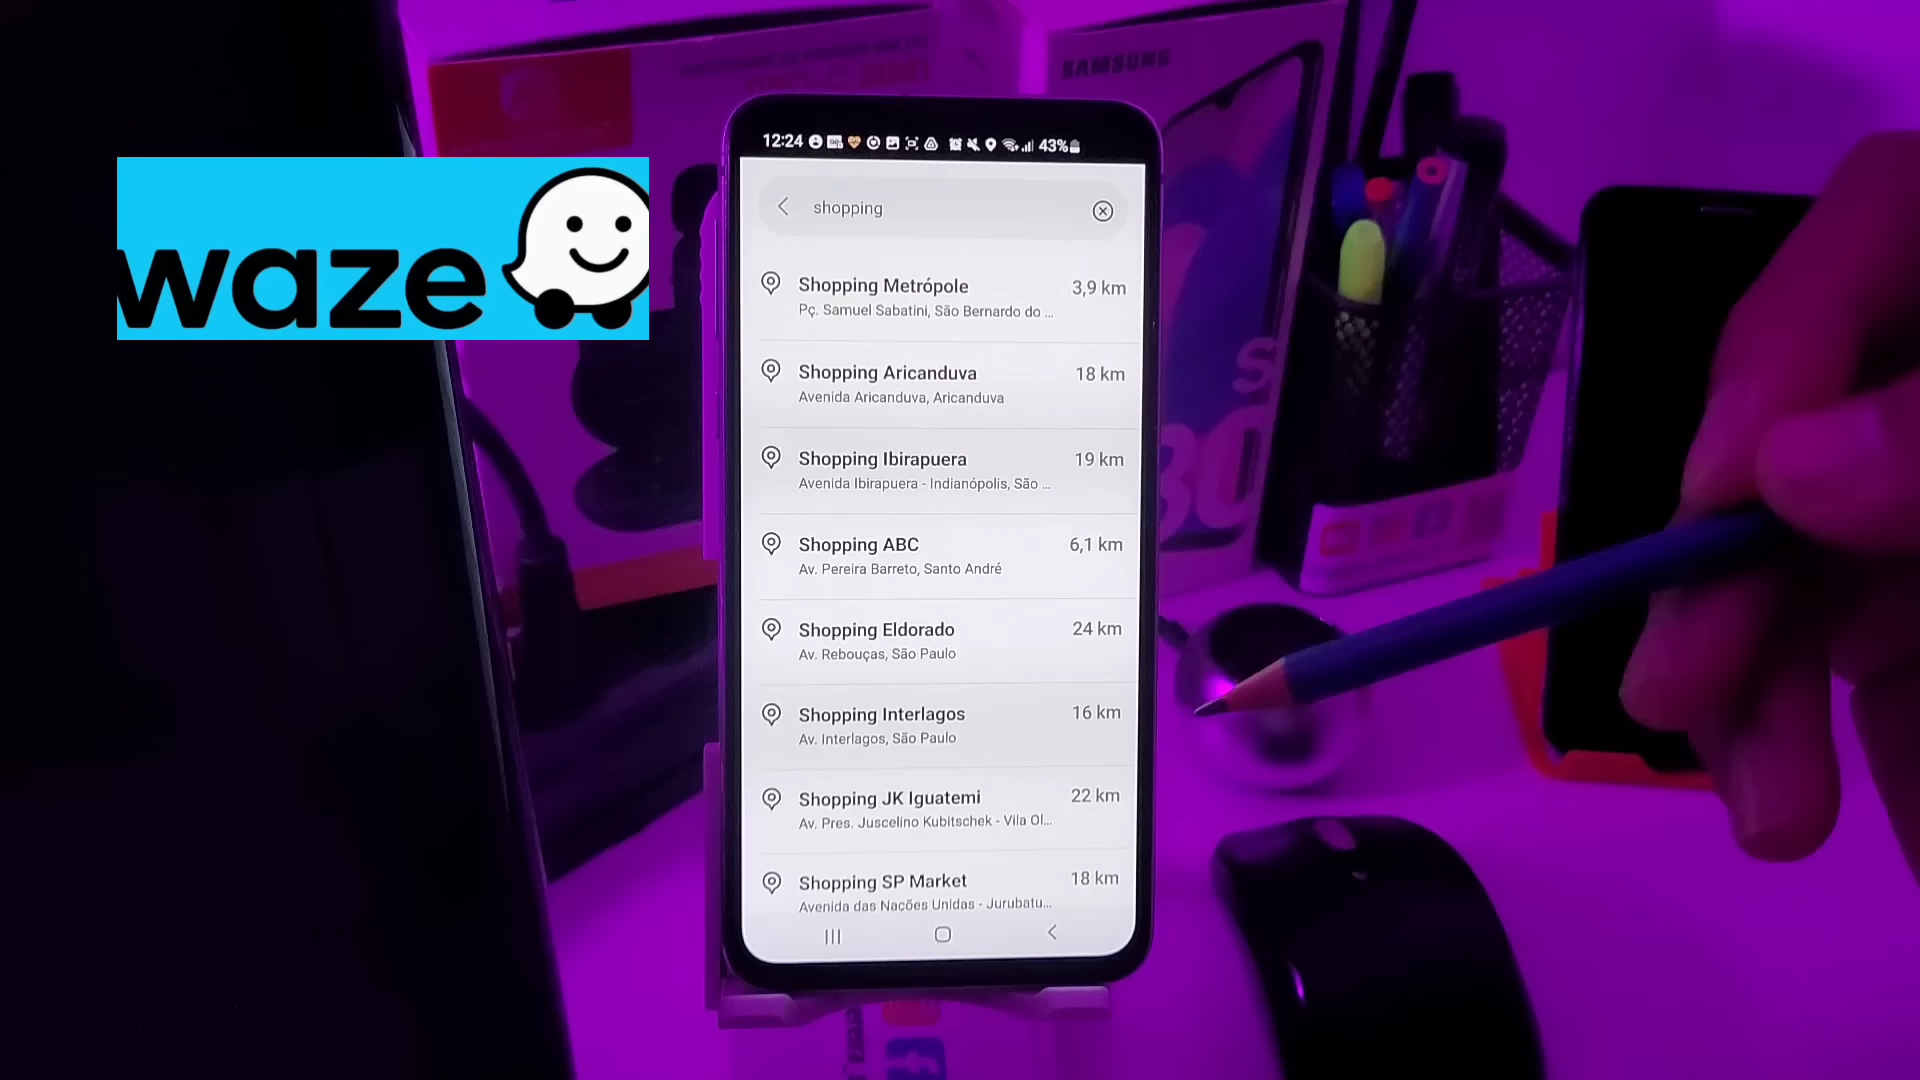 SAMSUNG
waze
12:24 43%
shopping
Shopping Metrópole 3,9 km
Pç. Samuel Sabatini, São Bernardo do ...
Shopping Aricanduva 18 km
Avenida Aricanduva, Aricanduva
Shopping Ibirapuera 19 km
Avenida Ibirapuera - Indianópolis, São ...
Shopping ABC 6,1 km
Av. Pereira Barreto, Santo André
Shopping Eldorado 24 km
Av. Rebouças, São Paulo
Shopping Interlagos 16 km
Av. Interlagos, São Paulo
Shopping JK Iguatemi 22 km
Av. Pres. Juscelino Kubitschek - Vila Ol...
Shopping SP Market 18 km
Avenida das Nações Unidas - Jurubatu...